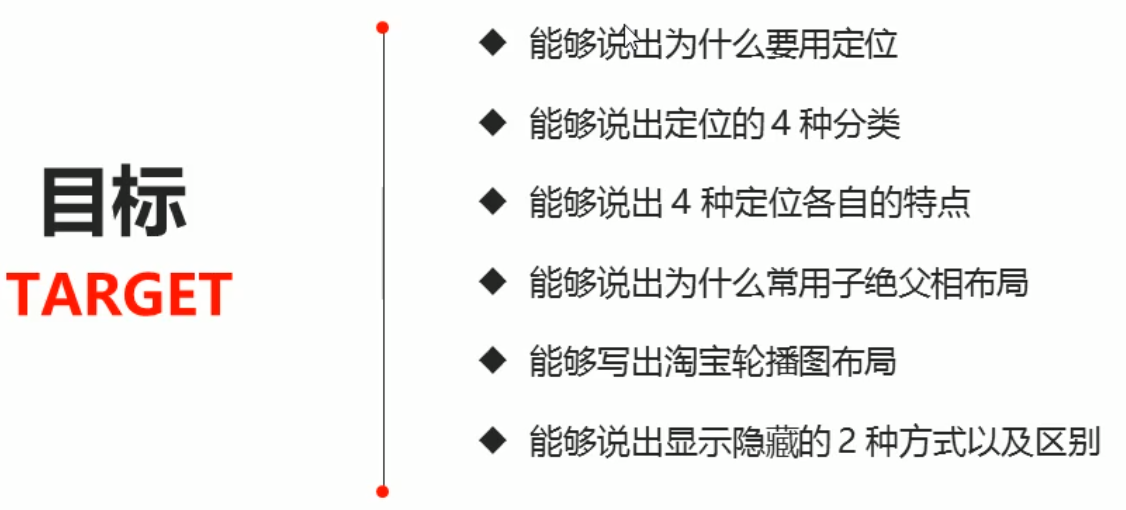 目标
TARGET
◆ 能够说出为什么要用定位
◆ 能够说出定位的4种分类
◆ 能够说出4种定位各自的特点
◆ 能够说出为什么常用子绝父相布局
◆ 能够写出淘宝轮播图布局
◆ 能够说出显示隐藏的2种方式以及区别